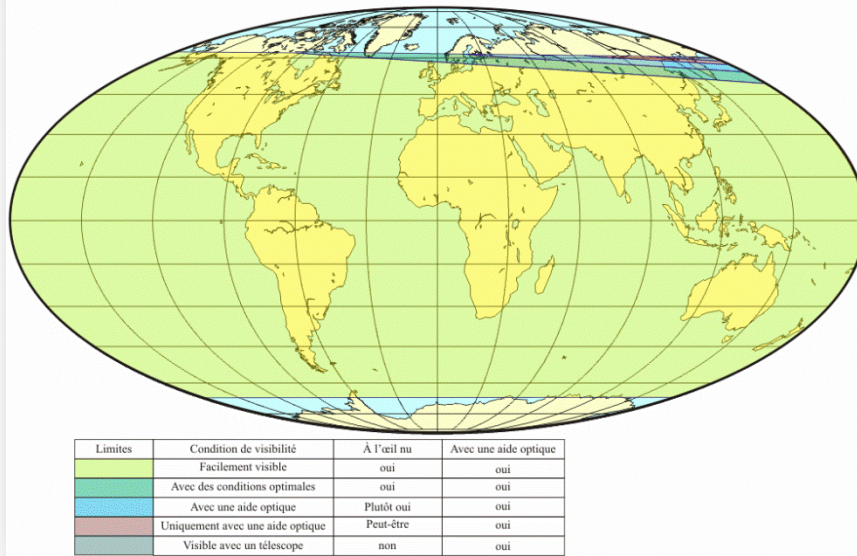 Limites Condition de visibilité À l’œil nu Avec une aide optique
Facilement visible oui oui
Avec des conditions optimales oui oui
Avec une aide optique Plutôt oui oui
Uniquement avec une aide optique Peut-être oui
Visible avec un télescope non oui